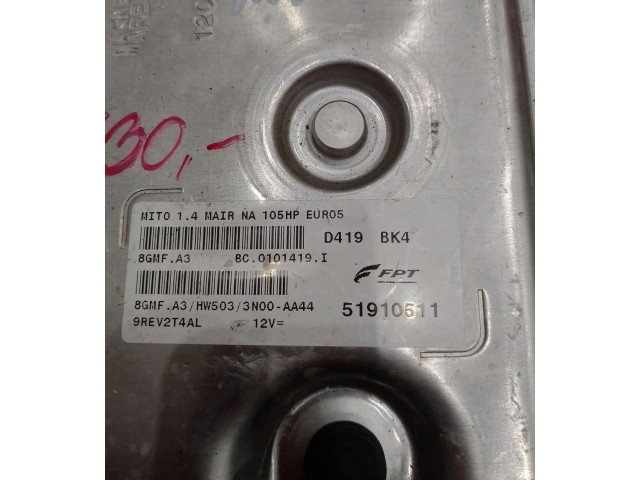 120
30,-
MITO 1.4 MAIR NA 105HP EURO5
D419 BK4
8GMF.A3 BC.0101419.I
FPT
8GMF.A3/HW503/3N00-AA44
51910511
9REV2T4AL 12V=